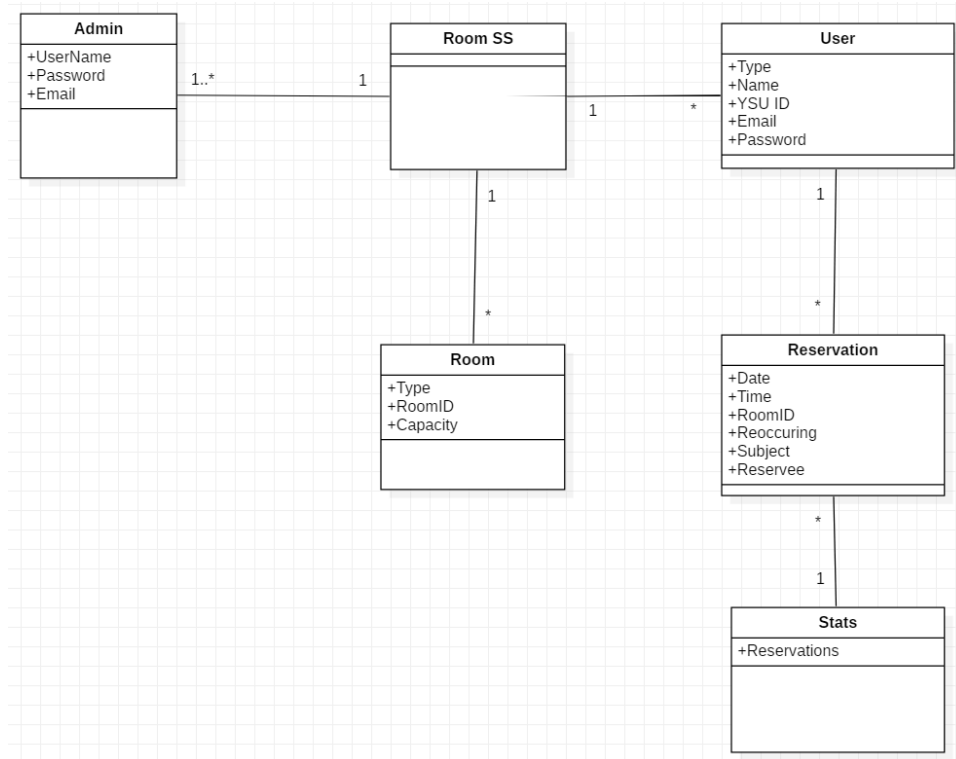 Admin
+UserName
+Password
+Email
1..*
1
Room SS
1
*
User
+Type
+Name
+YSU ID
+Email
+Password
1
*
Room
+Type
+RoomID
+Capacity
1
*
Reservation
+Date
+Time
+RoomID
+Reoccuring
+Subject
+Reservee
*
1
Stats
+Reservations